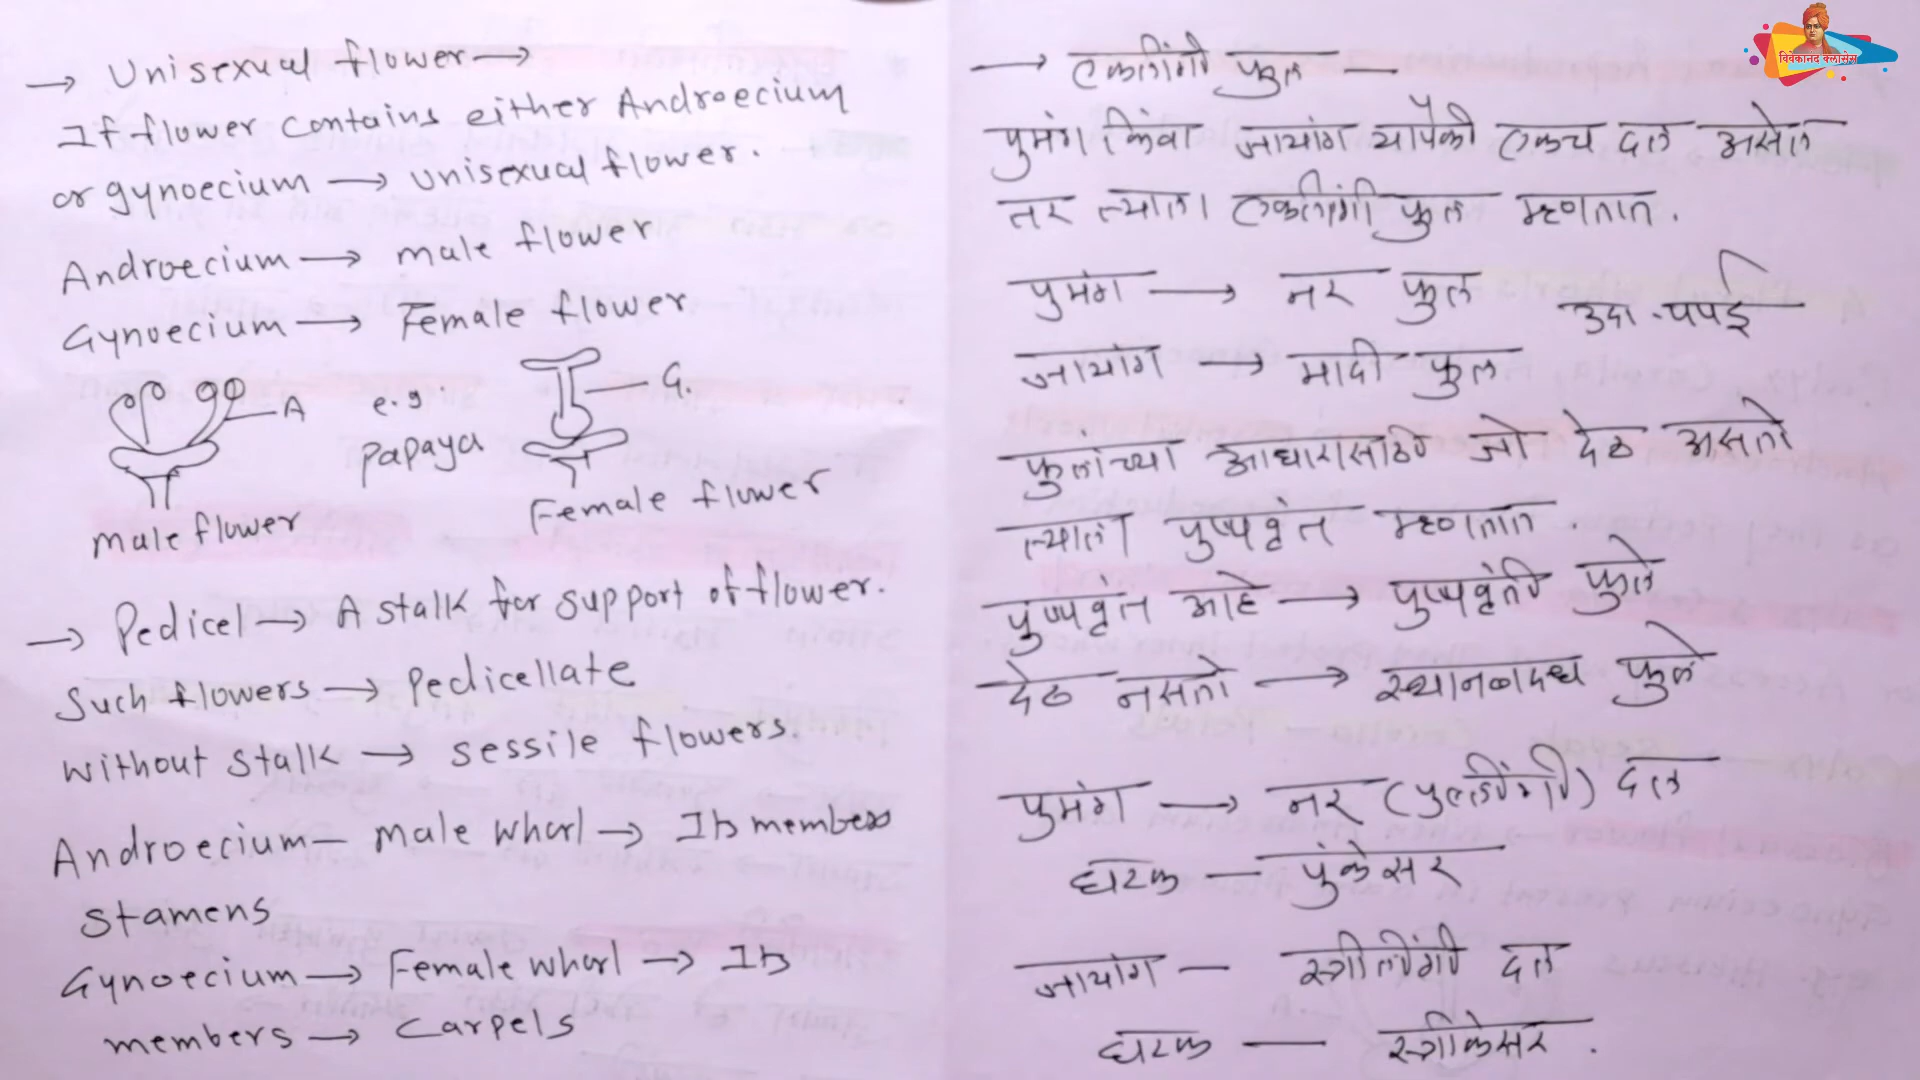 → Unisexual flower →
If flower contains either Androecium
or gynoecium → unisexual flower.
Androecium → male flower
Gynoecium → Female flower
A
e.g
papaya
G.
male flower
Female flower
→ Pedicel → A stalk for support of flower.
Such flowers → pedicellate
without stalk → sessile flowers.
Androecium – male whorl → Its members
stamens
Gynoecium → Female whorl → Its
members → carpels
→ एकलिंगी फुल —
पुमंग किंवा जायांग यांपैकी एकच दल असेल
तर त्याला एकलिंगी फुल म्हणतात.
पुमंग → नर फुल
उदा. पपई
जायांग → मादी फुल
फुलांच्या आधारासाठी जो देठ असतो
त्याला पुष्पवृंत म्हणतात.
पुष्पवृंत आहे → पुष्पवृंती फुले
देठ नसतो → स्थानबद्ध फुले
पुमंग → नर (पुल्लींगी) दल
घटक — पुंकेसर
जायांग — स्त्रीलींगी दल
घटक — स्त्रीकेसर.
विवेकानंद क्लासेस